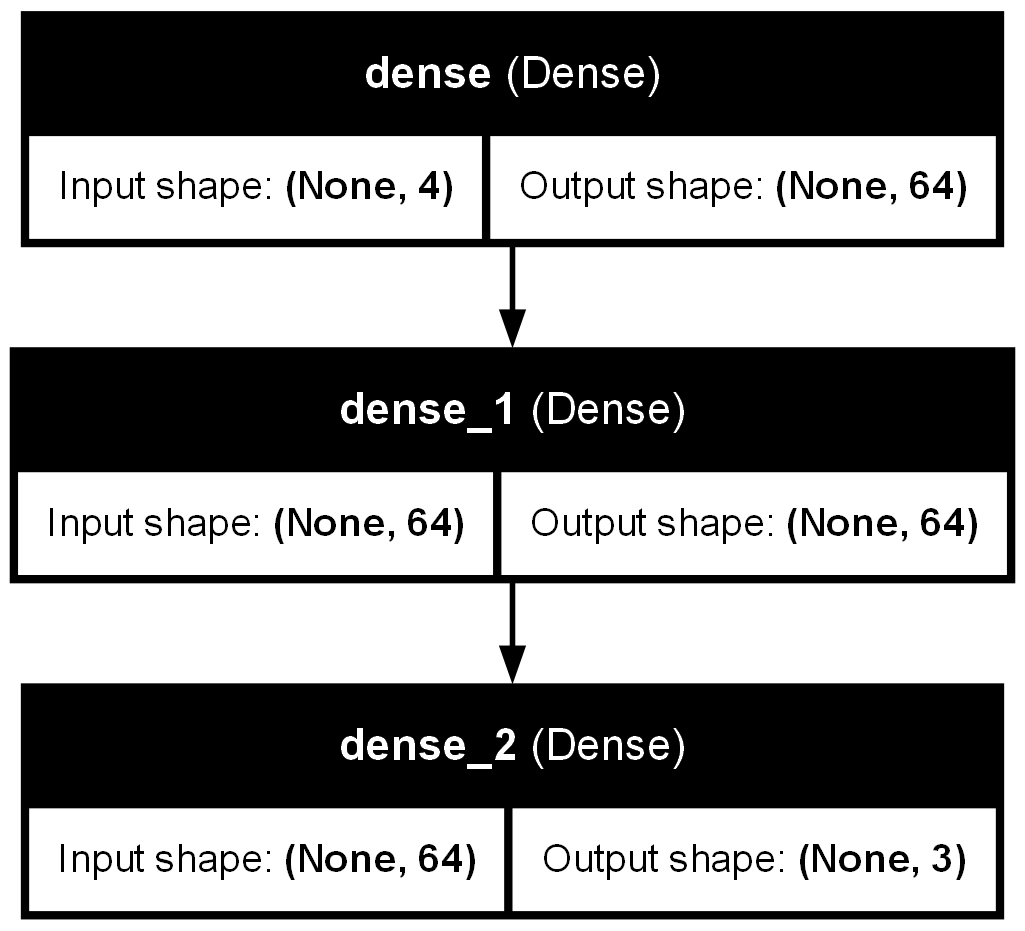 dense (Dense)
Input shape: (None, 4) Output shape: (None, 64)
dense_1 (Dense)
Input shape: (None, 64) Output shape: (None, 64)
dense_2 (Dense)
Input shape: (None, 64) Output shape: (None, 3)